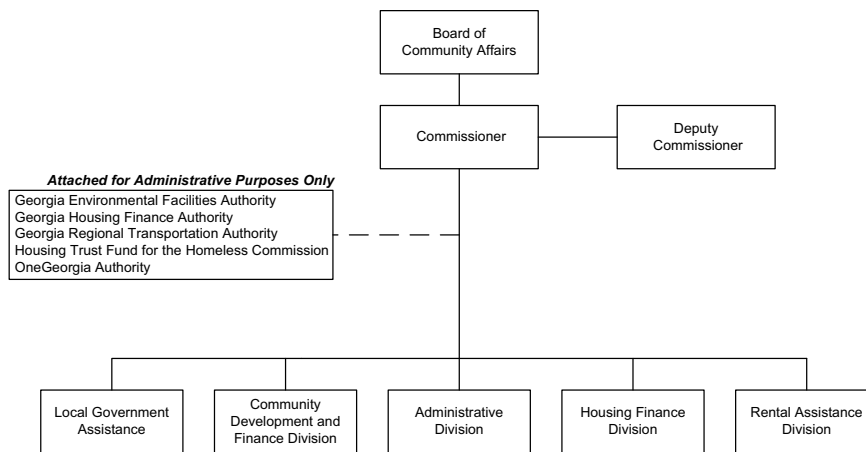 Board of
Community Affairs
Commissioner
Deputy
Commissioner
Attached for Administrative Purposes Only
Georgia Environmental Facilities Authority
Georgia Housing Finance Authority
Georgia Regional Transportation Authority
Housing Trust Fund for the Homeless Commission
OneGeorgia Authority
Local Government
Assistance
Community
Development and
Finance Division
Administrative
Division
Housing Finance
Division
Rental Assistance
Division